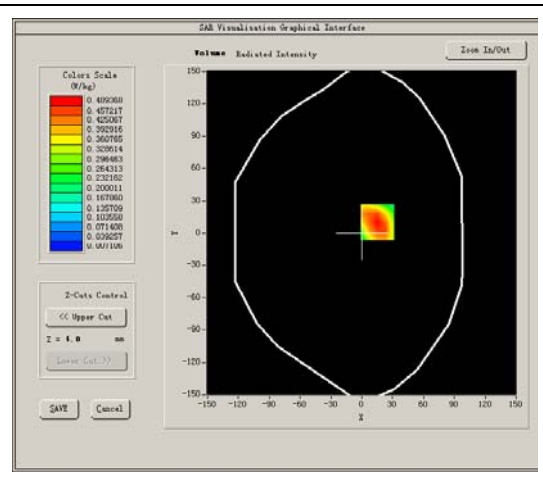 SAR Visualisation Graphical Interface
Volume Radiated Intensity
Zoom In/Out
Colors Scale
(W/kg)
0.489368
0.457217
0.425067
0.392916
0.360765
0.328614
0.296463
0.264313
0.232162
0.200011
0.167860
0.135709
0.103558
0.071408
0.039257
0.007106
150
90
60
30
0
-30
-60
-90
-120
-150
Y
-150 -120 -90 -60 -30 0 30 60 90 120 150
X
Z-Cuts Control
<< Upper Cut
Z = 4.0 mm
Lower Cut >>
SAVE
Cancel